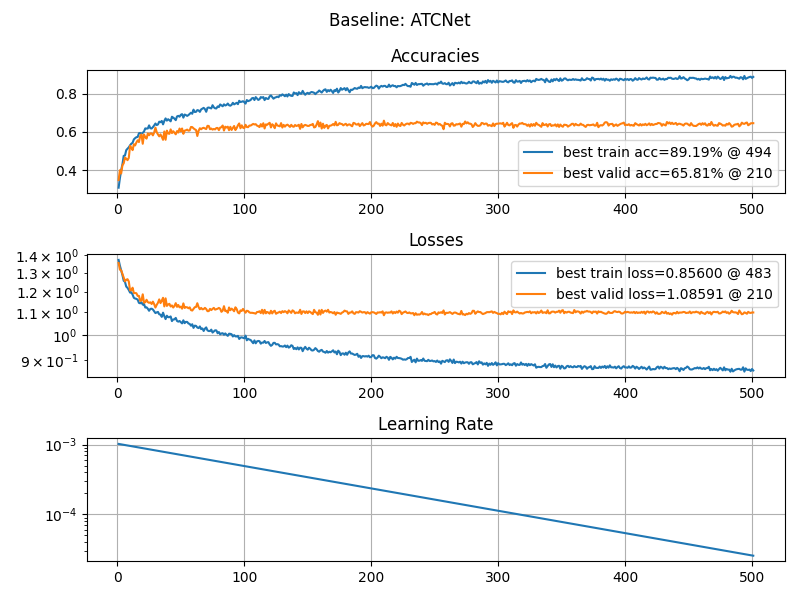 Baseline: ATCNet
Accuracies
0.8
0.6
0.4
best train acc=89.19% @ 494
best valid acc=65.81% @ 210
0 100 200 300 400 500
Losses
1.4 × 10⁰
1.3 × 10⁰
1.2 × 10⁰
1.1 × 10⁰
10⁰
9 × 10⁻¹
best train loss=0.85600 @ 483
best valid loss=1.08591 @ 210
0 100 200 300 400 500
Learning Rate
10⁻³
10⁻⁴
0 100 200 300 400 500